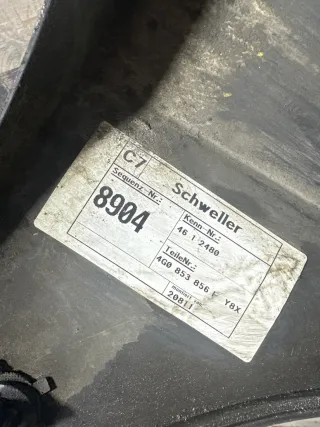 C7 Schweller
Sequenz. Nr.:
8904
Kenn Nr.:
46 1 2480
TeileNr.:
4G0 853 856 F Y8X
20811